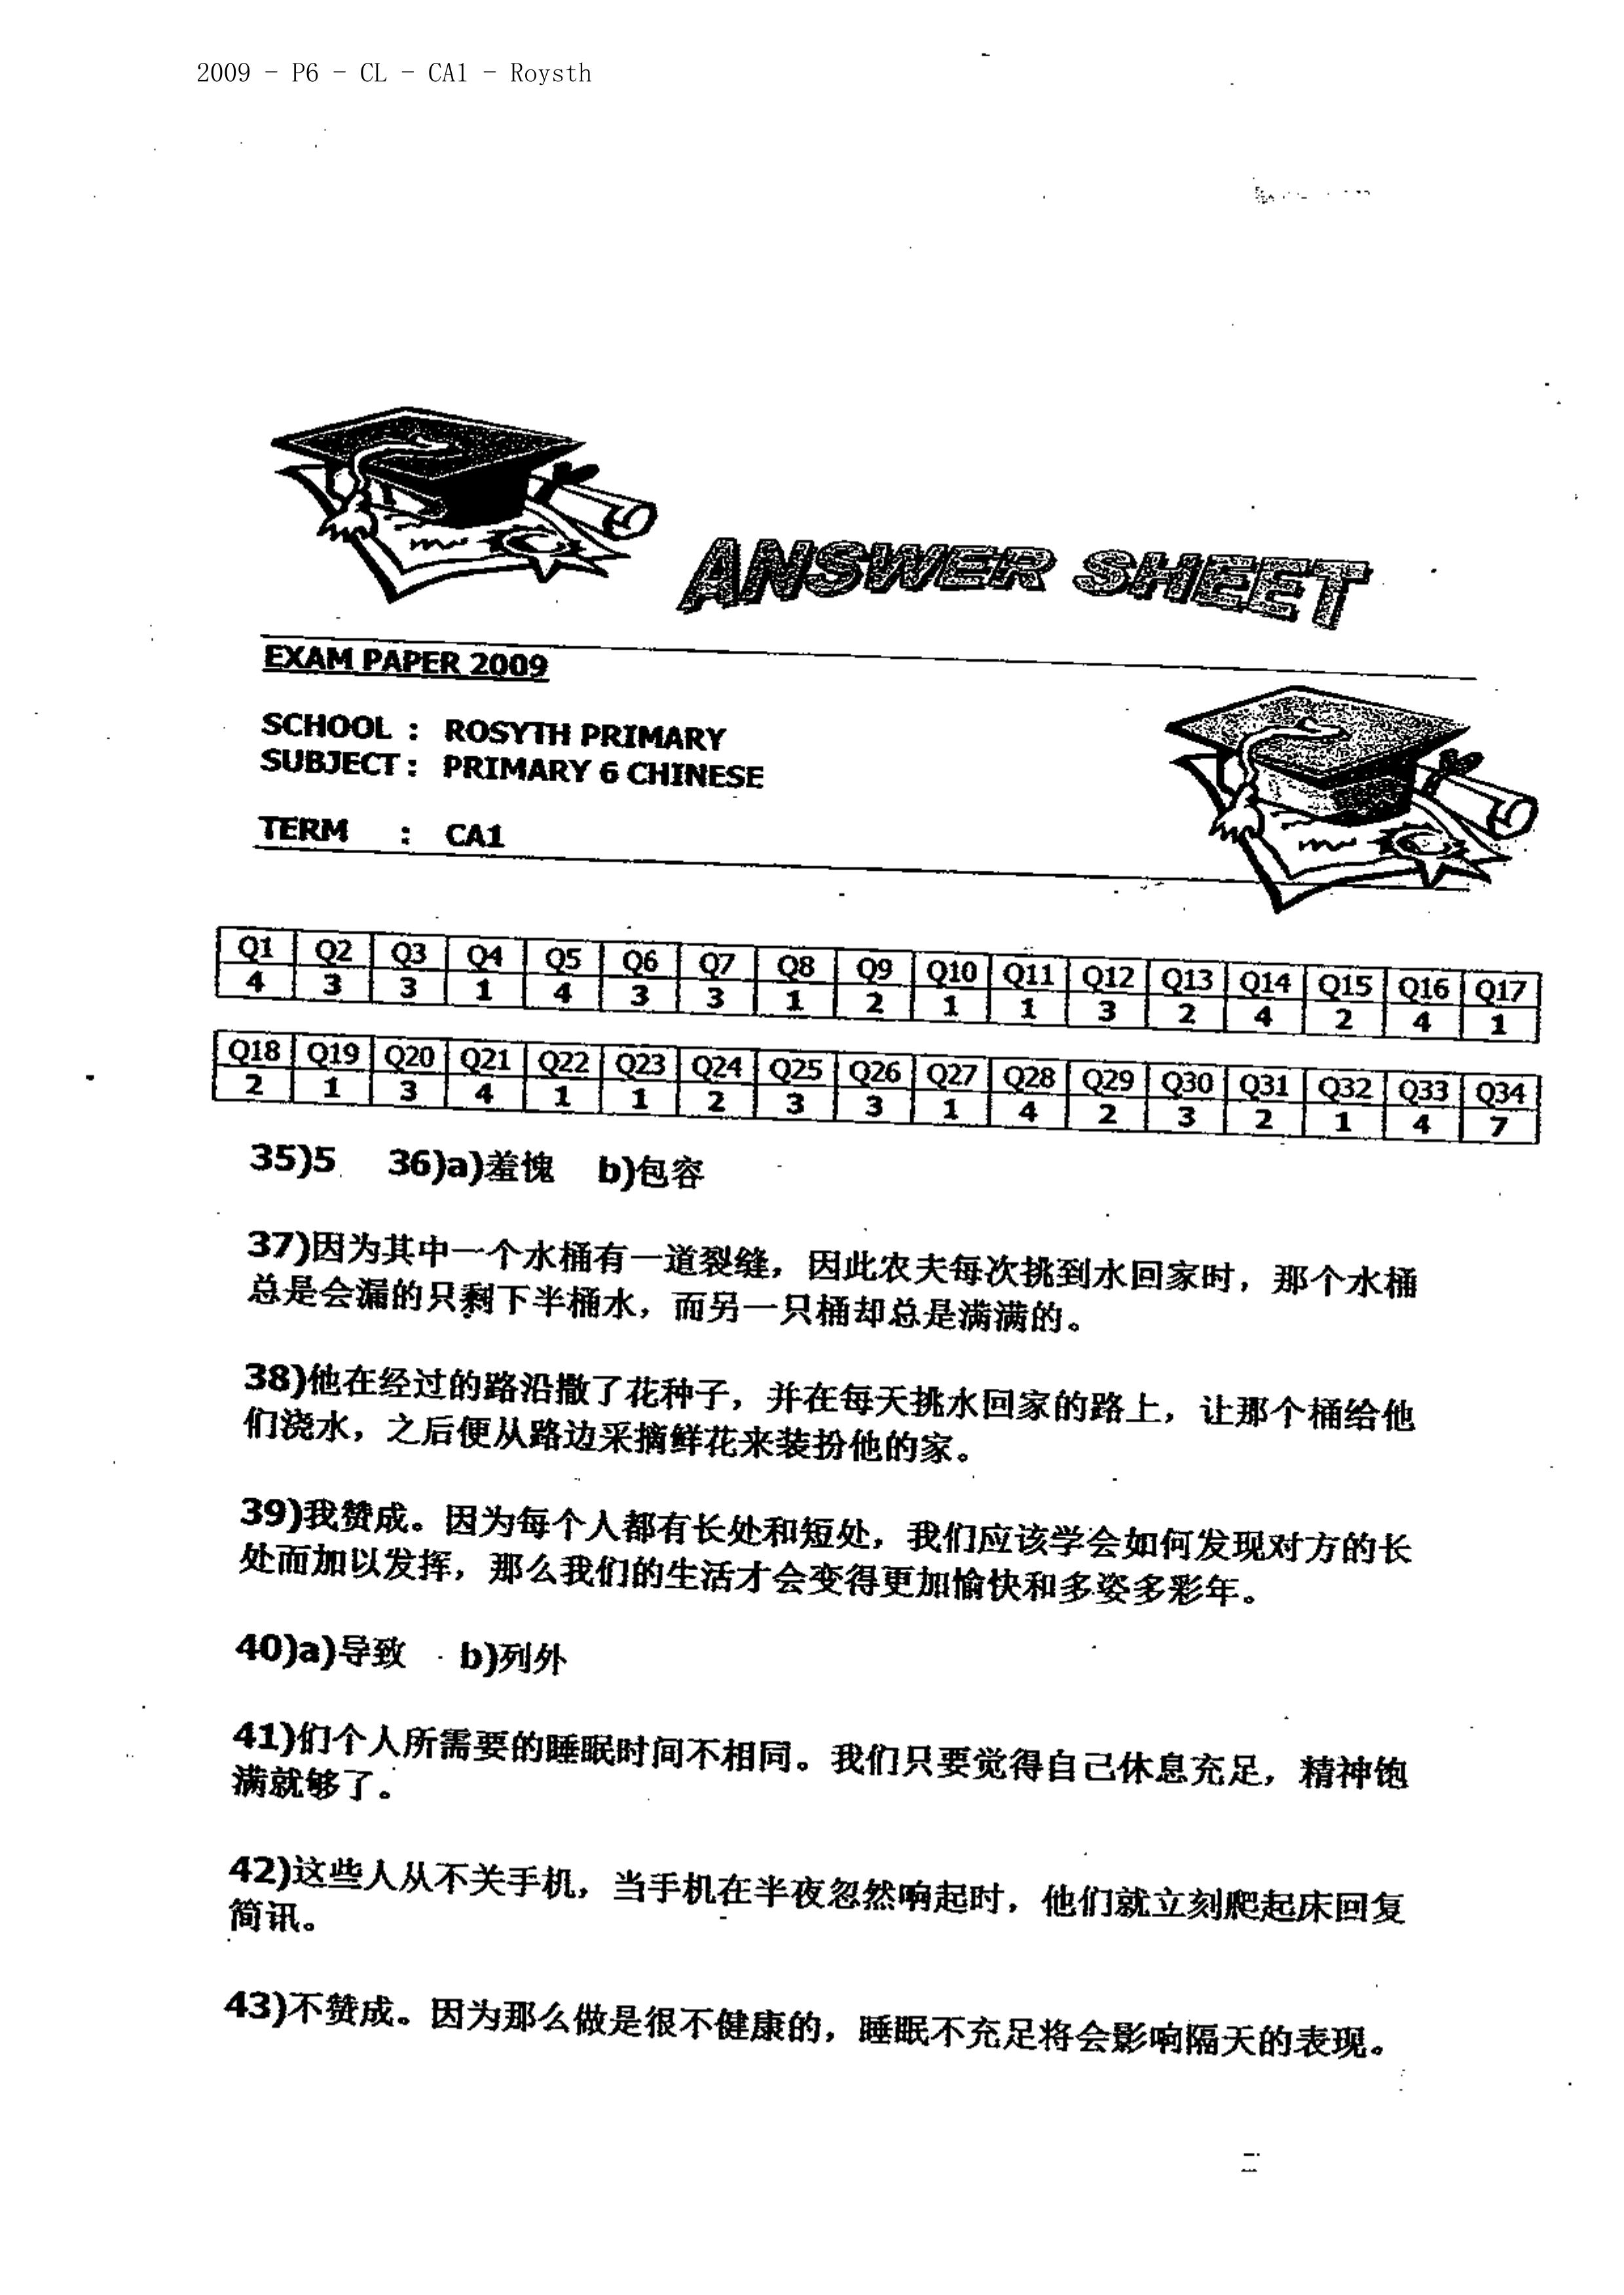 2009 - P6 - CL - CA1 - Roysth
ANSWER SHEET
EXAM PAPER 2009
SCHOOL : ROSYTH PRIMARY
SUBJECT : PRIMARY 6 CHINESE
TERM : CA1
Q1 Q2 Q3 Q4 Q5 Q6 Q7 Q8 Q9 Q10 Q11 Q12 Q13 Q14 Q15 Q16 Q17
4 3 3 1 4 3 3 1 2 1 1 3 2 4 2 4 1
Q18 Q19 Q20 Q21 Q22 Q23 Q24 Q25 Q26 Q27 Q28 Q29 Q30 Q31 Q32 Q33 Q34
2 1 3 4 1 1 2 3 3 1 4 2 3 2 1 4 7
35)5 36)a)羞愧 b)包容
37)因为其中一个水桶有一道裂缝，因此农夫每次挑到水回家时，那个水桶
总是会漏的只剩下半桶水，而另一只桶却总是满满的。
38)他在经过的路沿撒了花种子，并在每天挑水回家的路上，让那个桶给他
们浇水，之后便从路边采摘鲜花来装扮他的家。
39)我赞成。因为每个人都有长处和短处，我们应该学会如何发现对方的长
处而加以发挥，那么我们的生活才会变得更加愉快和多姿多彩年。
40)a)导致 b)列外
41)们个人所需要的睡眠时间不相同。我们只要觉得自己休息充足，精神饱
满就够了。
42)这些人从不关手机，当手机在半夜忽然响起时，他们就立刻爬起床回复
简讯。
43)不赞成。因为那么做是很不健康的，睡眠不充足将会影响隔天的表现。